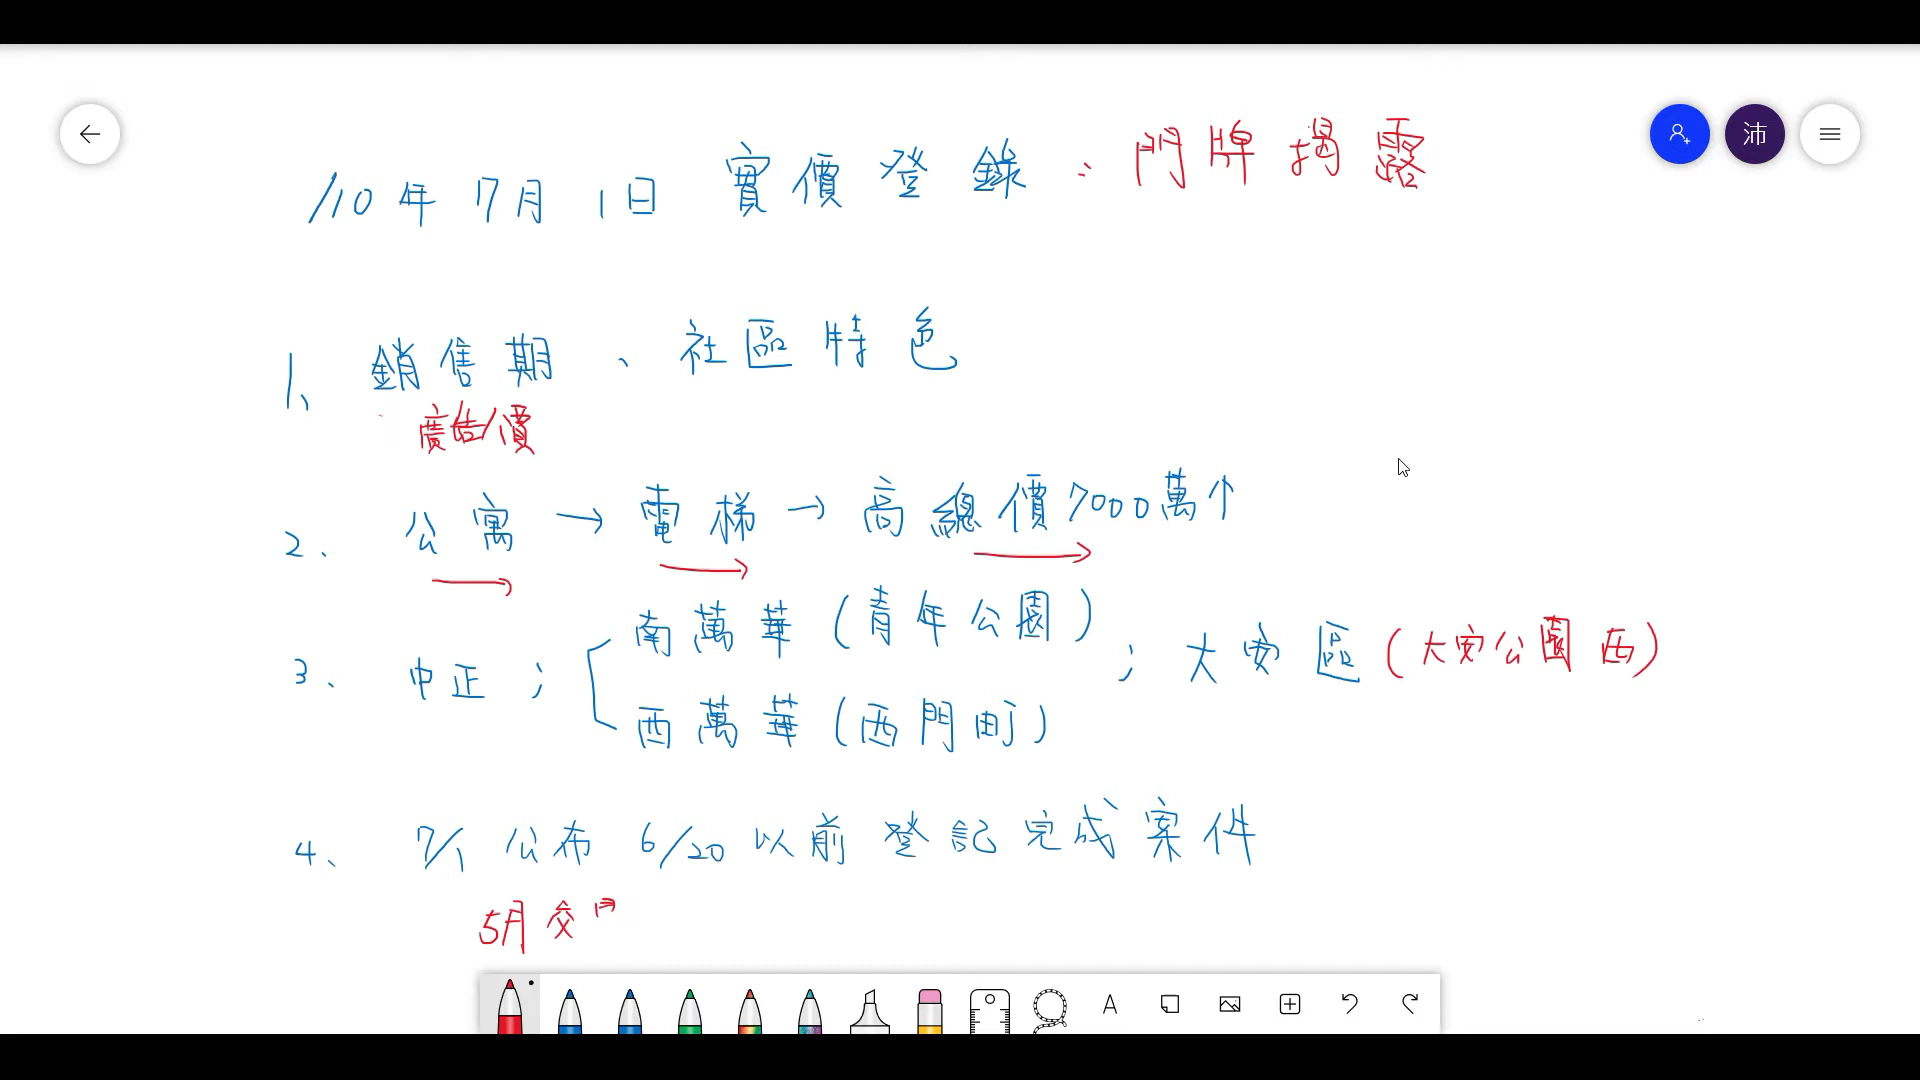 沛
110年7月1日 實價登錄：門牌揭露
1、銷售期、社區特色
廣告/價
2. 公寓→電梯→高總價7000萬↑
3、中正；南萬華(青年公園)；大安區(大安公園西)
西萬華(西門町)
4、7/1 公布 6/20 以前登記完成案件
5月交
A